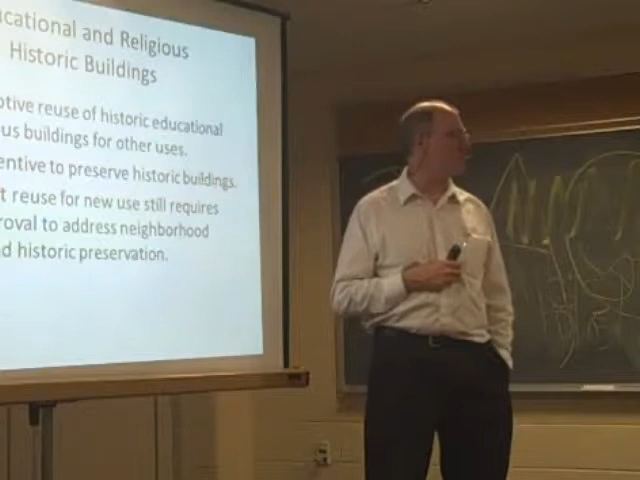 cational and Religious
Historic Buildings
ptive reuse of historic educational
us buildings for other uses.
entive to preserve historic buildings.
t reuse for new use still requires
roval to address neighborhood
d historic preservation.